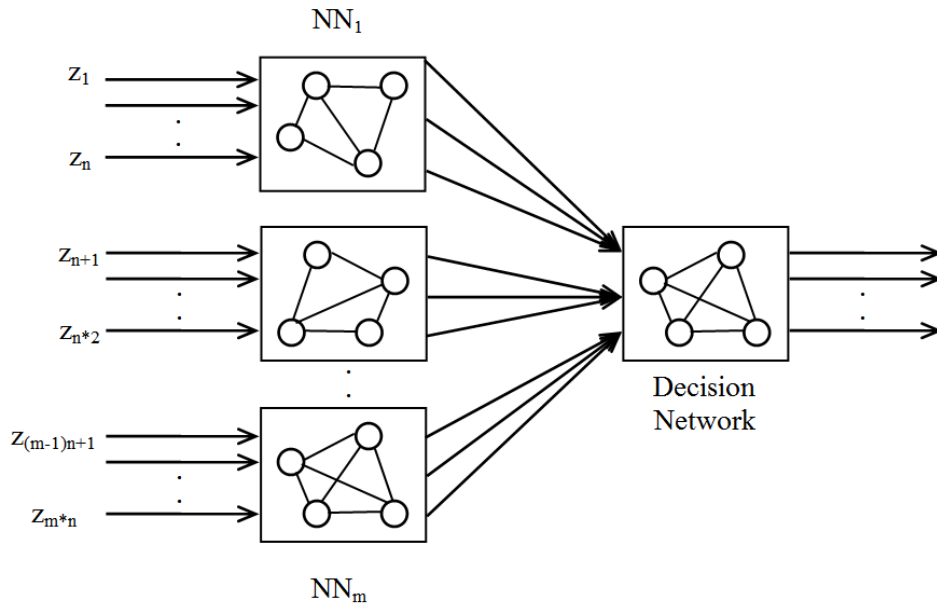 NN₁
z₁
zₙ
zₙ₊₁
zₙ*₂
z₍ₘ₋₁₎ₙ₊₁
zₘ*ₙ
Decision
Network
NNₘ